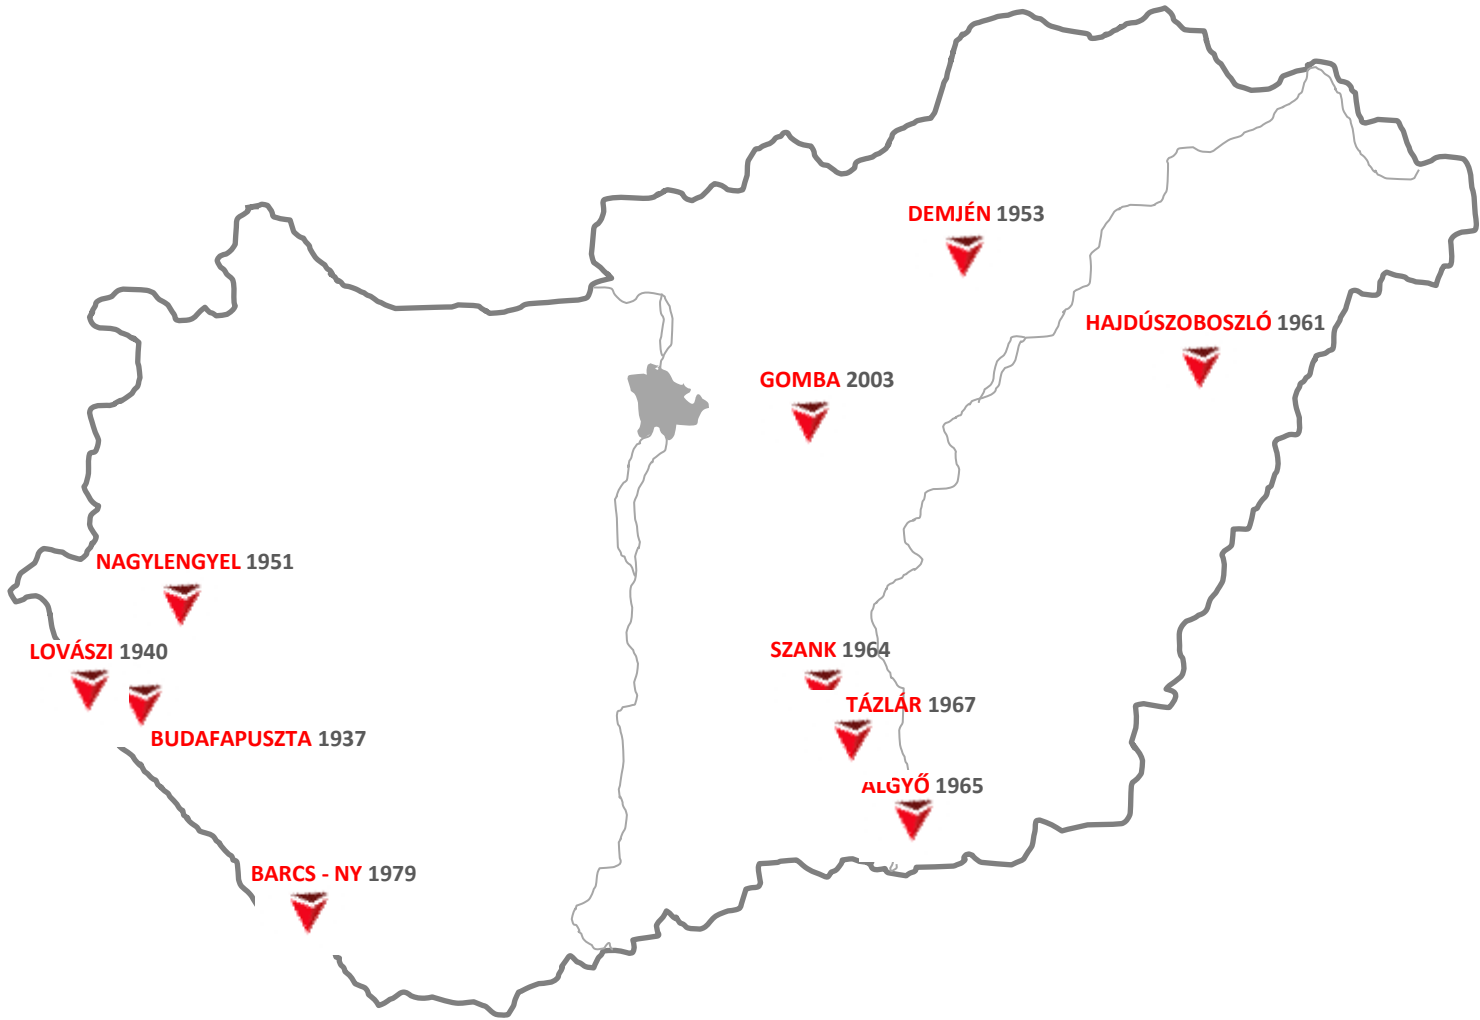 DEMJÉN 1953
HAJDÚSZOBOSZLÓ 1961
GOMBA 2003
NAGYLENGYEL 1951
LOVÁSZI 1940
SZANK 1964
TÁZLÁR 1967
BUDAFAPUSZTA 1937
ALGYŐ 1965
BARCS - NY 1979